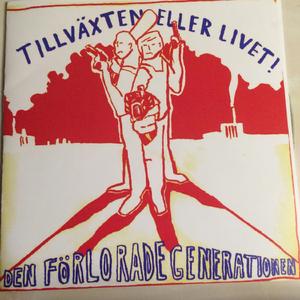 TILLVÄXTEN ELLER LIVET!
DEN FÖRLORADE GENERATIONEN